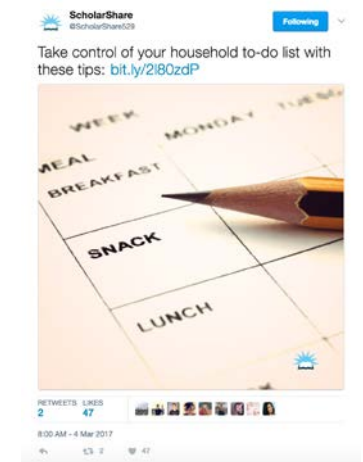 ScholarShare
@ScholarShare529
Following
Take control of your household to-do list with
these tips: bit.ly/2l80zdP
WEEK MONDAY TUESDAY
MEAL
BREAKFAST
SNACK
LUNCH
RETWEETS LIKES
2 47
8:00 AM - 4 Mar 2017
2 47